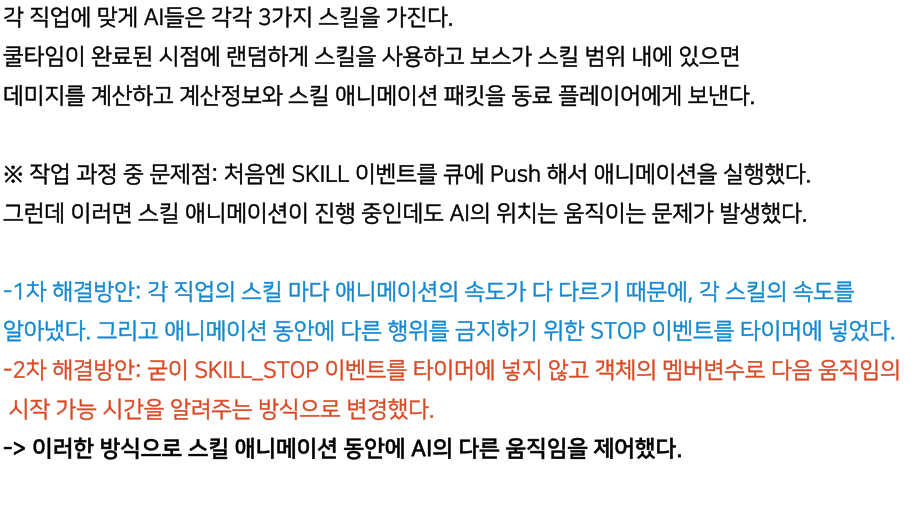 각 직업에 맞게 AI들은 각각 3가지 스킬을 가진다.
쿨타임이 완료된 시점에 랜덤하게 스킬을 사용하고 보스가 스킬 범위 내에 있으면
데미지를 계산하고 계산정보와 스킬 애니메이션 패킷을 동료 플레이어에게 보낸다.
※ 작업 과정 중 문제점: 처음엔 SKILL 이벤트를 큐에 Push 해서 애니메이션을 실행했다.
그런데 이러면 스킬 애니메이션이 진행 중인데도 AI의 위치는 움직이는 문제가 발생했다.
-1차 해결방안: 각 직업의 스킬 마다 애니메이션의 속도가 다 다르기 때문에, 각 스킬의 속도를
알아냈다. 그리고 애니메이션 동안에 다른 행위를 금지하기 위한 STOP 이벤트를 타이머에 넣었다.
-2차 해결방안: 굳이 SKILL_STOP 이벤트를 타이머에 넣지 않고 객체의 멤버변수로 다음 움직임의
시작 가능 시간을 알려주는 방식으로 변경했다.
-> 이러한 방식으로 스킬 애니메이션 동안에 AI의 다른 움직임을 제어했다.